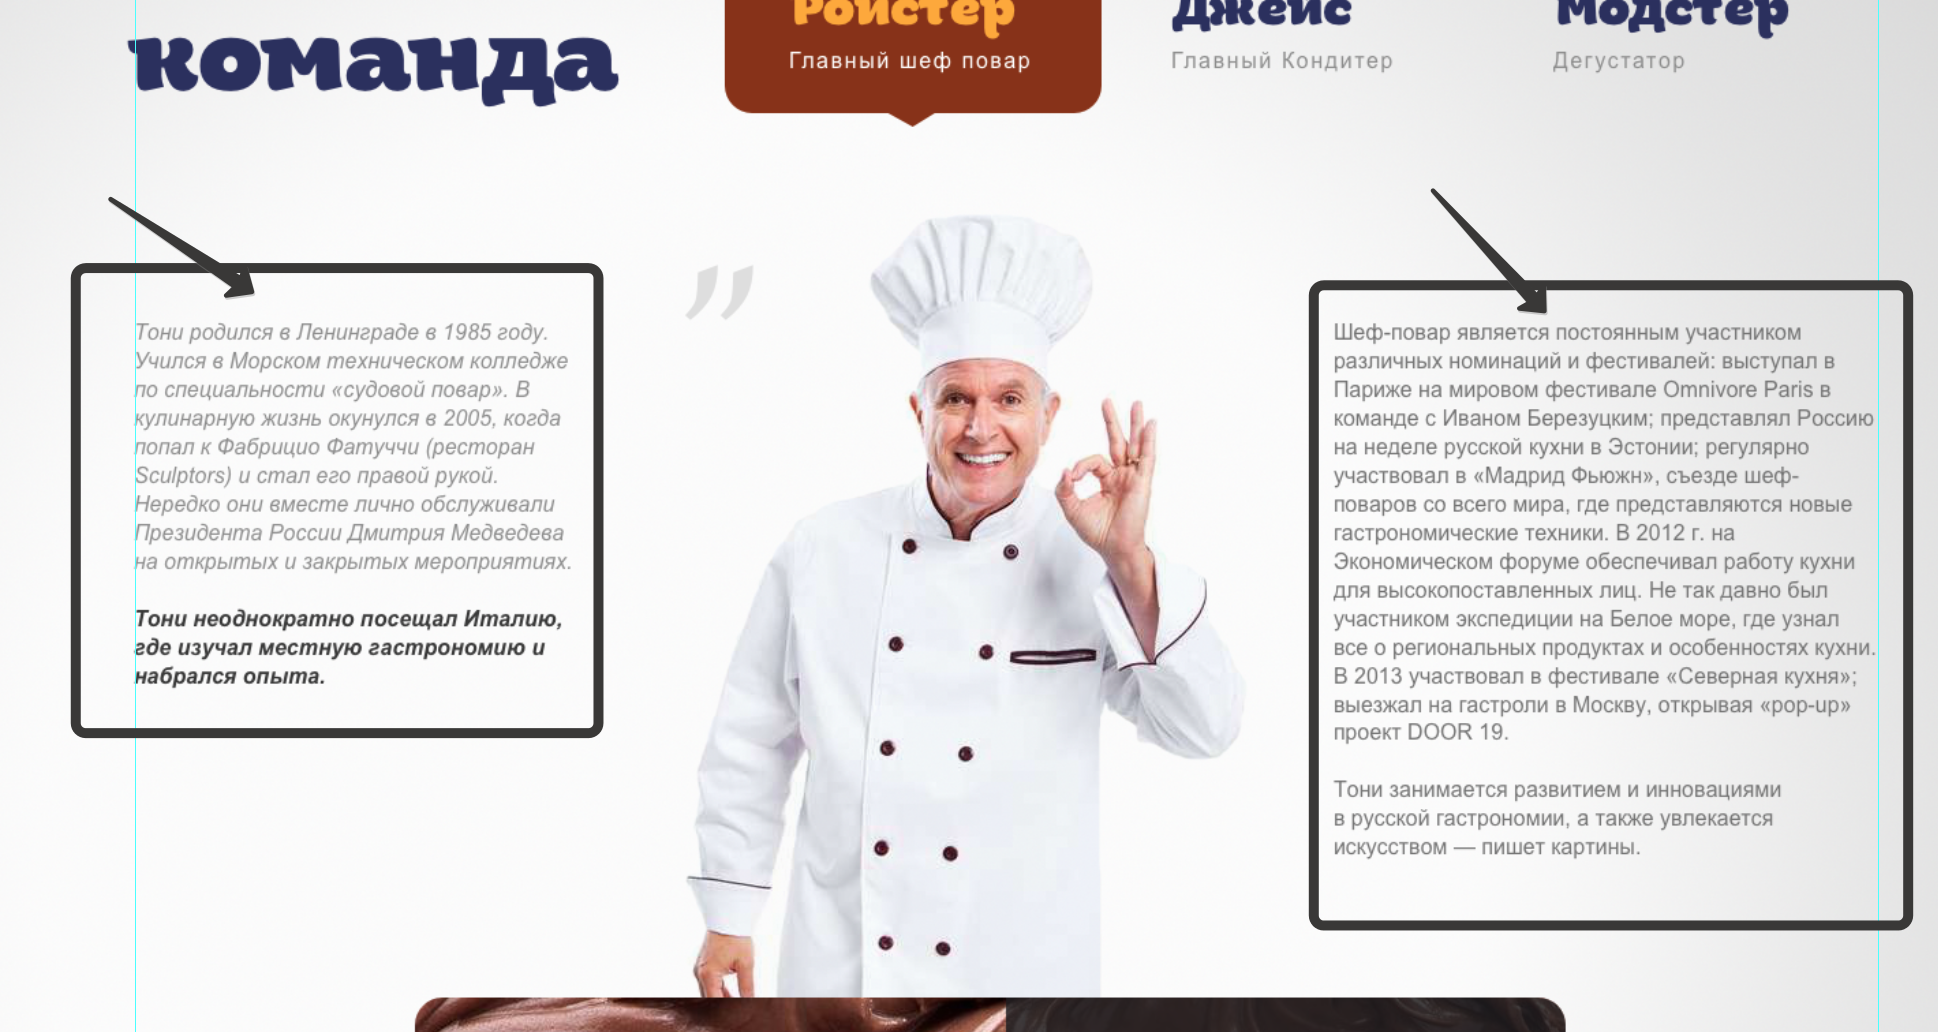 команда
Ройстер
Главный шеф повар
Джейс
Главный Кондитер
Модстер
Дегустатор
Тони родился в Ленинграде в 1985 году.
Учился в Морском техническом колледже
по специальности «судовой повар». В
кулинарную жизнь окунулся в 2005, когда
попал к Фабрицио Фатуччи (ресторан
Sculptors) и стал его правой рукой.
Нередко они вместе лично обслуживали
Президента России Дмитрия Медведева
на открытых и закрытых мероприятиях.
Тони неоднократно посещал Италию,
где изучал местную гастрономию и
набрался опыта.
”
Шеф-повар является постоянным участником
различных номинаций и фестивалей: выступал в
Париже на мировом фестивале Omnivore Paris в
команде с Иваном Березуцким; представлял Россию
на неделе русской кухни в Эстонии; регулярно
участвовал в «Мадрид Фьюжн», съезде шеф-
поваров со всего мира, где представляются новые
гастрономические техники. В 2012 г. на
Экономическом форуме обеспечивал работу кухни
для высокопоставленных лиц. Не так давно был
участником экспедиции на Белое море, где узнал
все о региональных продуктах и особенностях кухни.
В 2013 участвовал в фестивале «Северная кухня»;
выезжал на гастроли в Москву, открывая «pop-up»
проект DOOR 19.
Тони занимается развитием и инновациями
в русской гастрономии, а также увлекается
искусством — пишет картины.